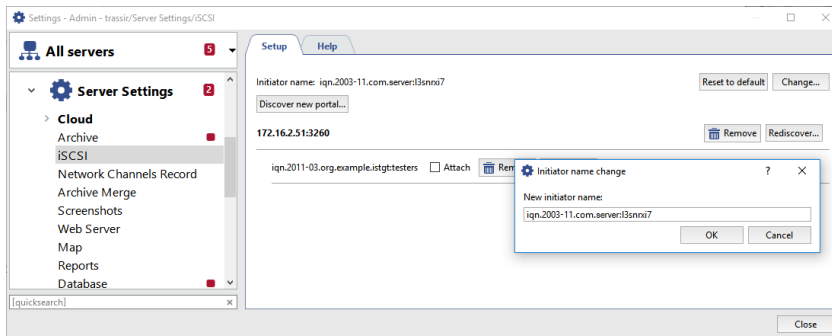 Settings - Admin - trassir/Server Settings/iSCSI
All servers
5
Server Settings
2
Cloud
Archive
iSCSI
Network Channels Record
Archive Merge
Screenshots
Web Server
Map
Reports
Database
[quicksearch]
Setup
Help
Initiator name: iqn.2003-11.com.server:l3snrxi7
Reset to default
Change...
Discover new portal...
172.16.2.51:3260
Remove
Rediscover...
iqn.2011-03.org.example.istgt:testers
Attach
Initiator name change
?
New initiator name:
iqn.2003-11.com.server:l3snrxi7
OK
Cancel
Close